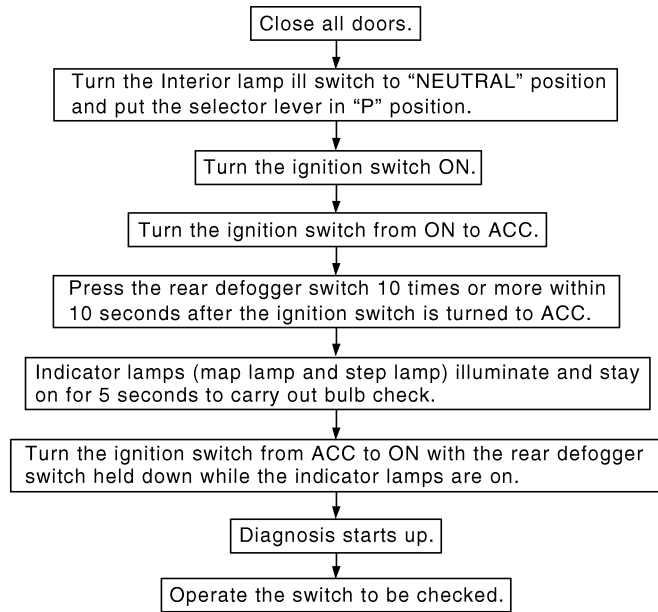 Close all doors.
Turn the Interior lamp ill switch to “NEUTRAL” position
and put the selector lever in “P” position.
Turn the ignition switch ON.
Turn the ignition switch from ON to ACC.
Press the rear defogger switch 10 times or more within
10 seconds after the ignition switch is turned to ACC.
Indicator lamps (map lamp and step lamp) illuminate and stay
on for 5 seconds to carry out bulb check.
Turn the ignition switch from ACC to ON with the rear defogger
switch held down while the indicator lamps are on.
Diagnosis starts up.
Operate the switch to be checked.